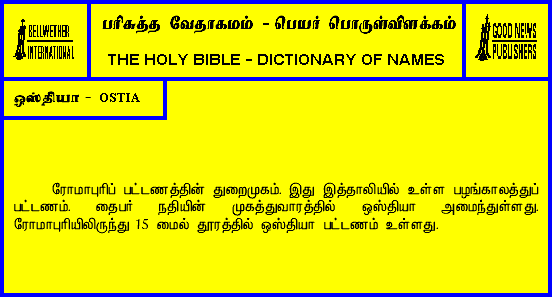 BELLWETHER
INTERNATIONAL
பரிசுத்த வேதாகமம் - பெயர் பொருள்விளக்கம்
THE HOLY BIBLE - DICTIONARY OF NAMES
GOOD NEWS
PUBLISHERS
ஒஸ்தியா - OSTIA
ரோமாபுரிப் பட்டணத்தின் துறைமுகம். இது இத்தாலியில் உள்ள பழங்காலத்துப்
பட்டணம். தைபர் நதியின் முகத்துவாரத்தில் ஒஸ்தியா அமைந்துள்ளது.
ரோமாபுரியிலிருந்து 15 மைல் தூரத்தில் ஒஸ்தியா பட்டணம் உள்ளது.